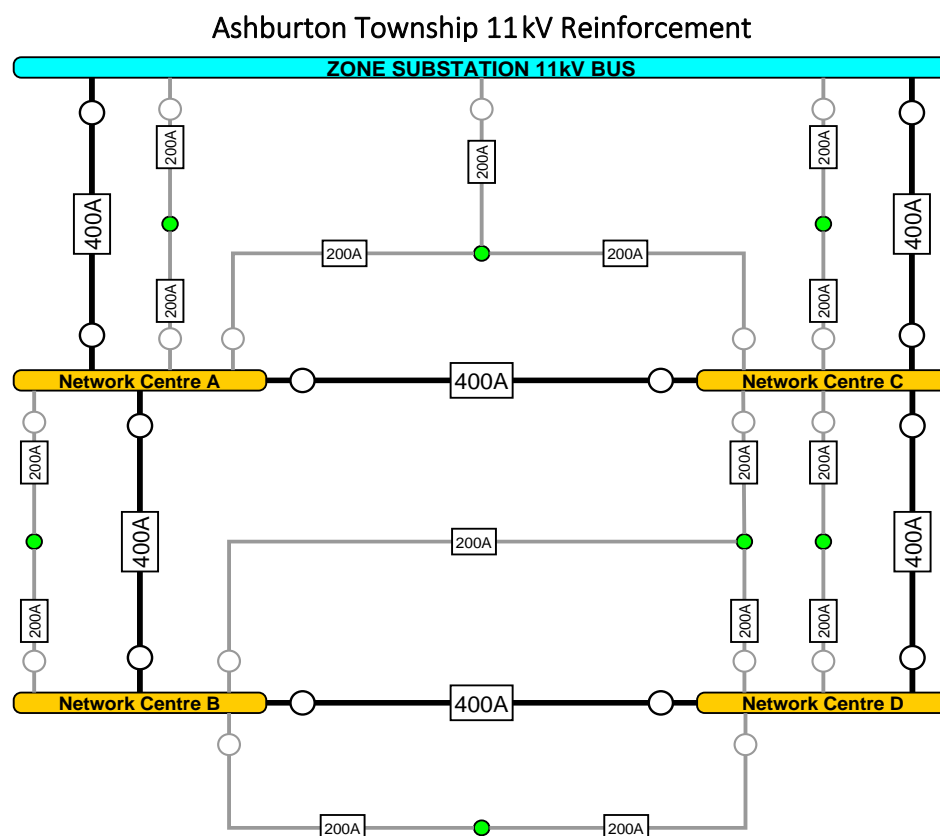 Ashburton Township 11kV Reinforcement
ZONE SUBSTATION 11kV BUS
200A
200A
200A
400A
400A
200A
200A
200A
200A
Network Centre A
400A
Network Centre C
200A
200A
200A
400A
200A
400A
200A
200A
200A
Network Centre B
400A
Network Centre D
200A
200A